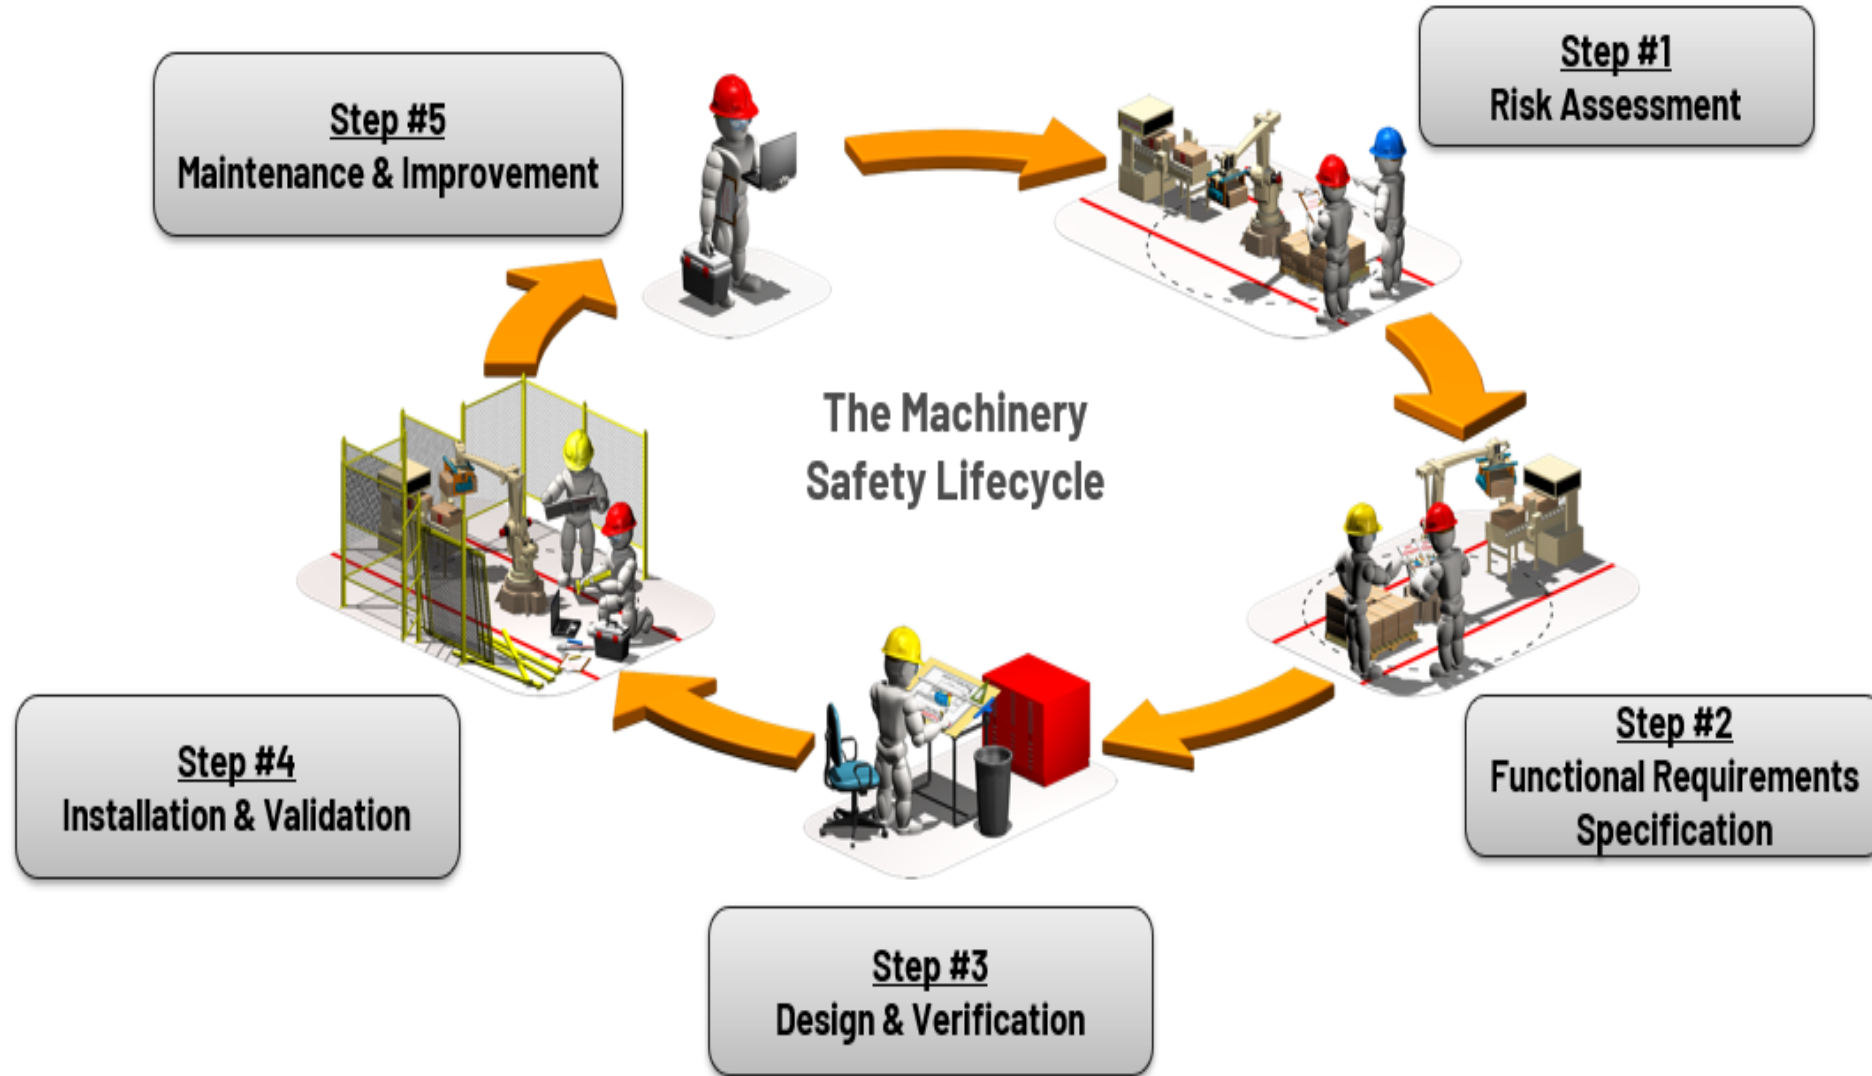 The Machinery
Safety Lifecycle
Step #1
Risk Assessment
Step #2
Functional Requirements
Specification
Step #3
Design & Verification
Step #4
Installation & Validation
Step #5
Maintenance & Improvement